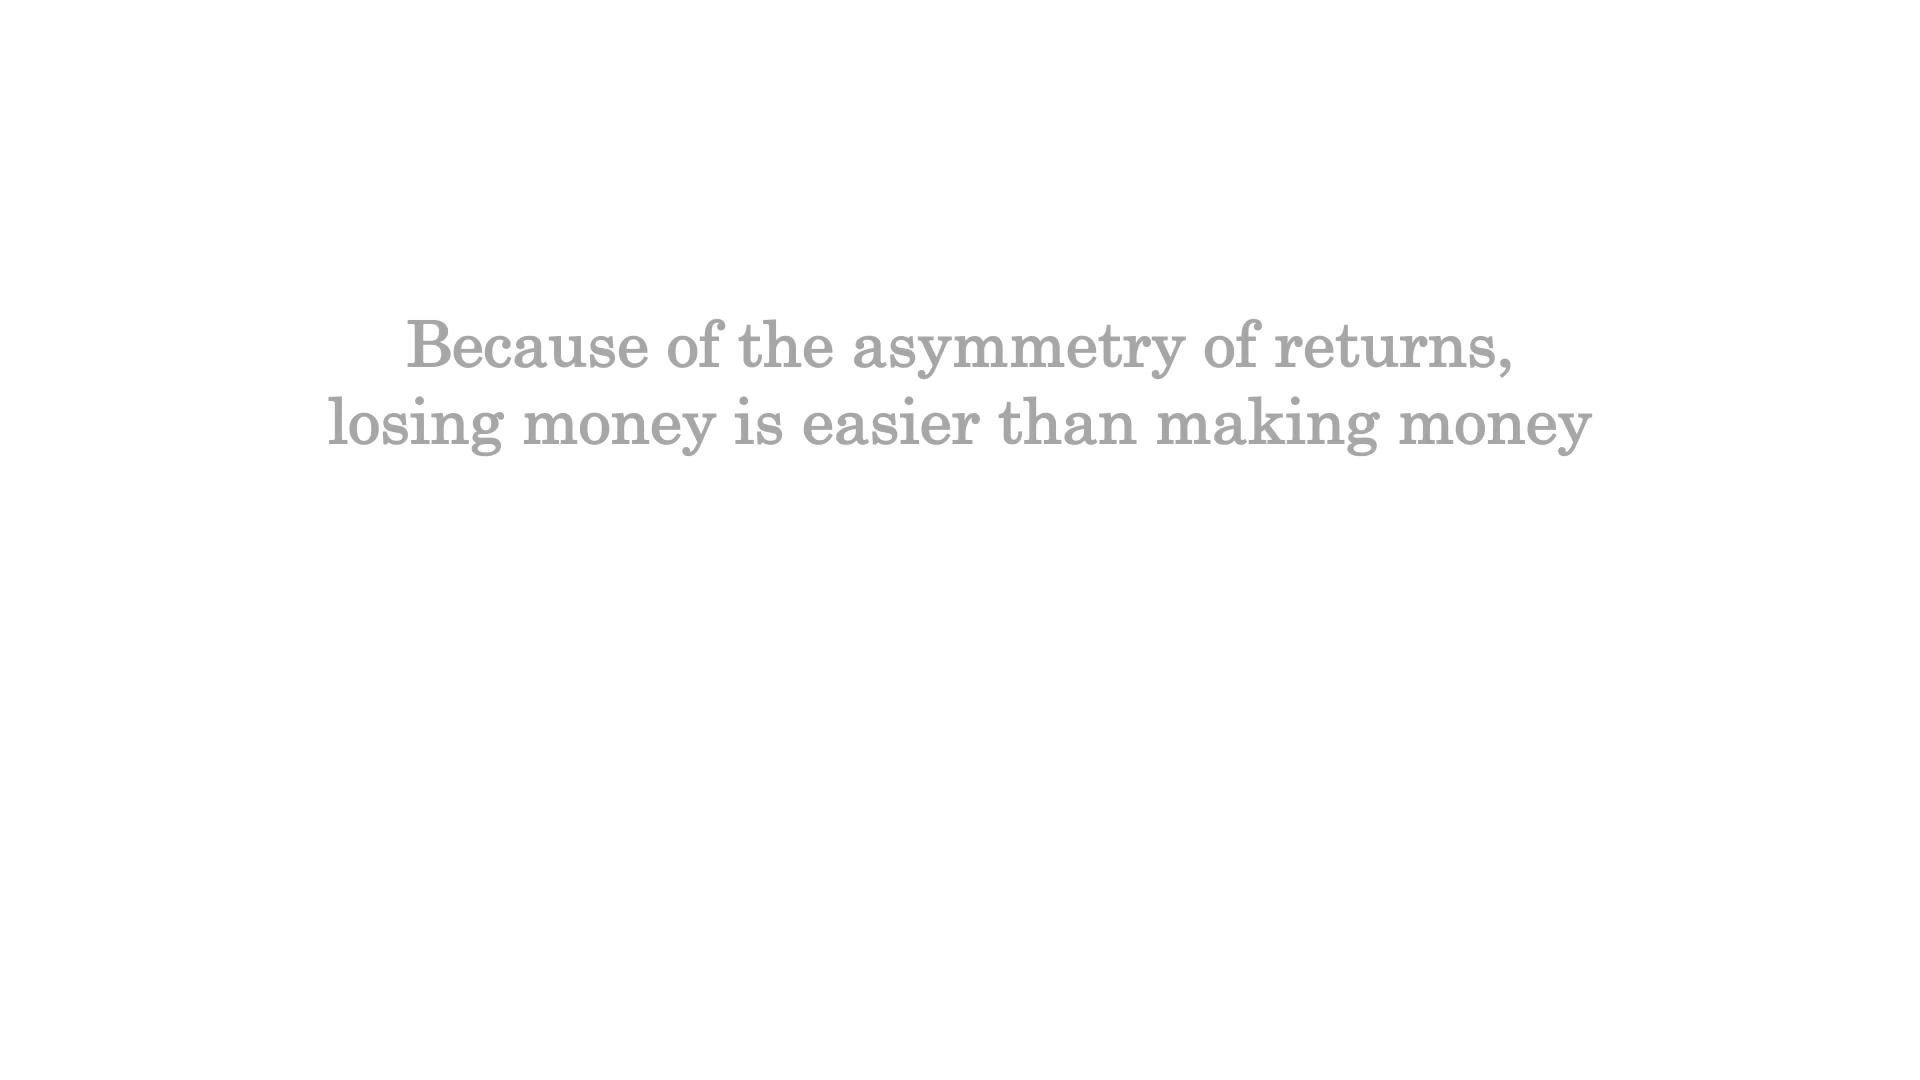 Because of the asymmetry of returns,
losing money is easier than making money